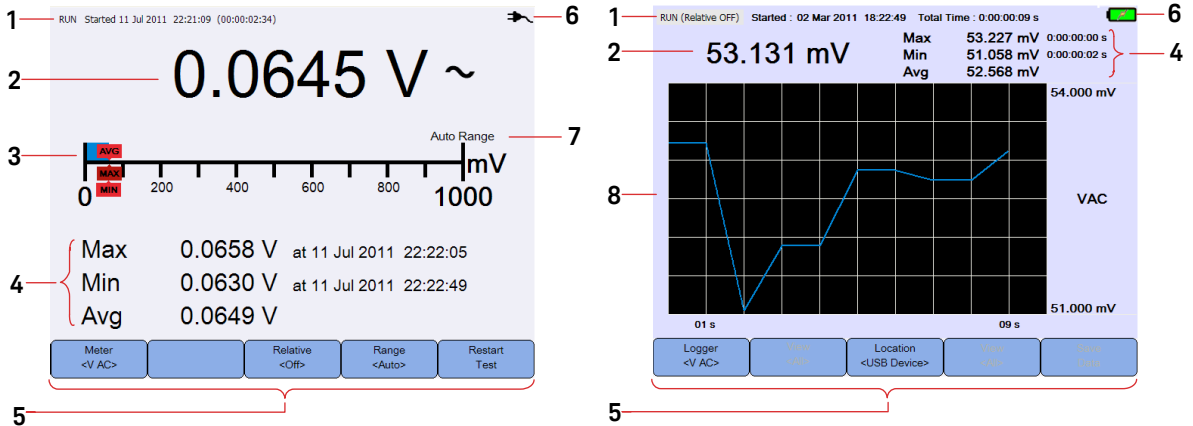 1
RUN Started 11 Jul 2011 22:21:09 (00:00:02:34)
6
2
0.0645 V ~
Auto Range
7
3
AVG
MAX
MIN
mV
0
200
400
600
800
1000
4
Max 0.0658 V at 11 Jul 2011 22:22:05
Min 0.0630 V at 11 Jul 2011 22:22:49
Avg 0.0649 V
Meter
<V AC>
Relative
<Off>
Range
<Auto>
Restart
Test
5
1
RUN (Relative OFF) Started : 02 Mar 2011 18:22:49 Total Time : 0:00:00:09 s
6
2
53.131 mV
Max 53.227 mV 0:00:00:00 s
Min 51.058 mV 0:00:00:02 s
Avg 52.568 mV
4
54.000 mV
8
VAC
51.000 mV
01 s
09 s
Logger
<V AC>
Location
<USB Device>
Save
5